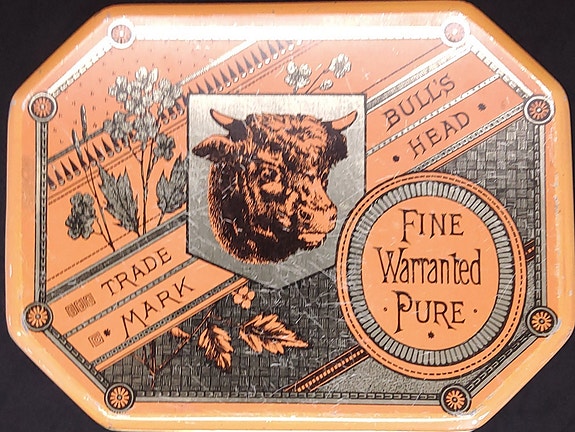 BULL'S
HEAD
TRADE
MARK
FINE
Warranted
PURE